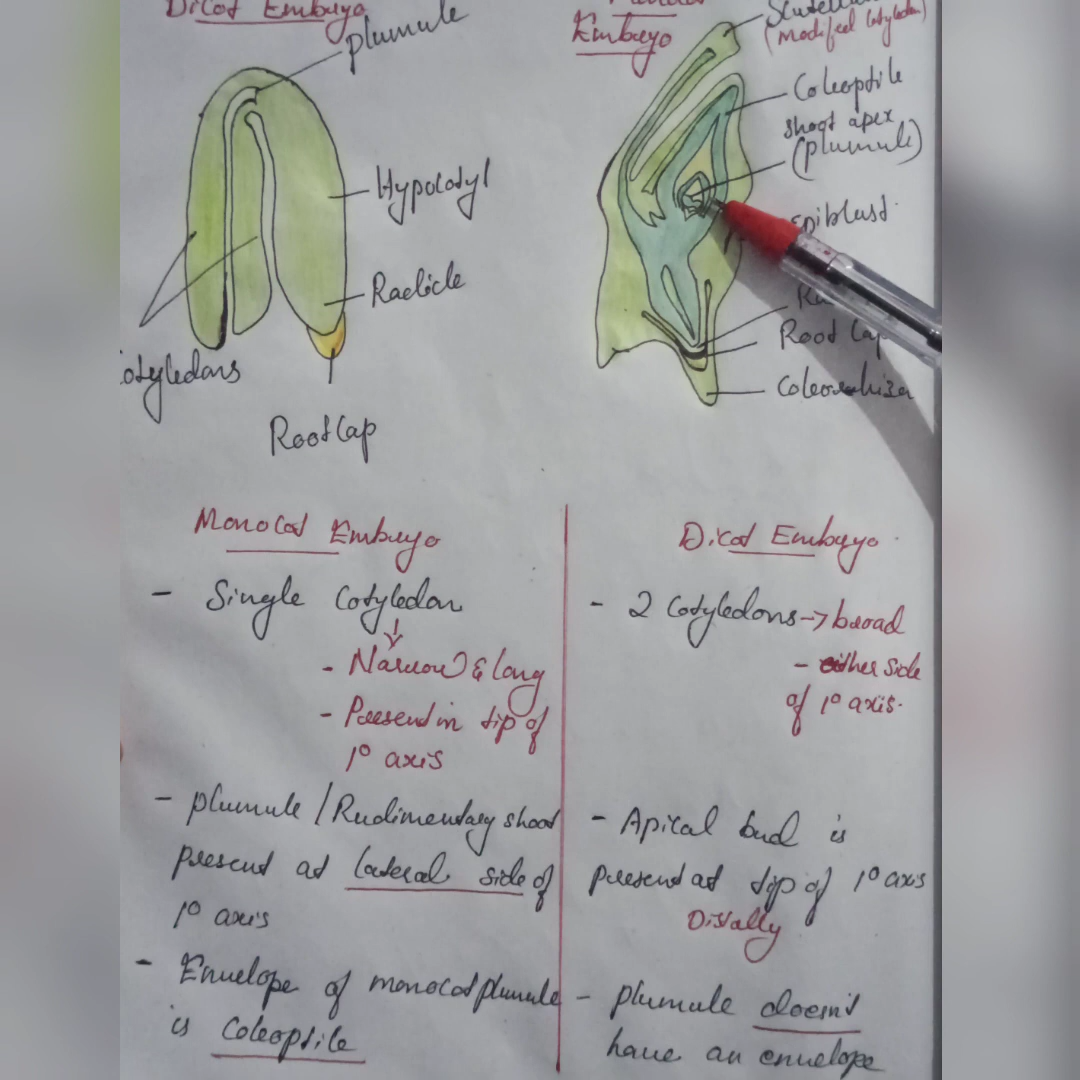 Dicot Embryo
plumule
Hypocotyl
Radicle
otyledons
Root Cap
Embryo
(modified Cotyledon)
Coleoptile
shoot apex
(plumule)
Epiblast
Root Cap
Coleorhiza
Monocot Embryo
- Single Cotyledon
- Narrow & long
- Present in tip of
1° axis
- plumule / Rudimentary shoot
present at lateral side of
1° axis
- Envelope of monocot plumule
is Coleoptile
Dicot Embryo
- 2 Cotyledons → broad
- either side
of 1° axis.
- Apical bud is
present at tip of 1° axis
Distally
- plumule doesn't
have an envelope